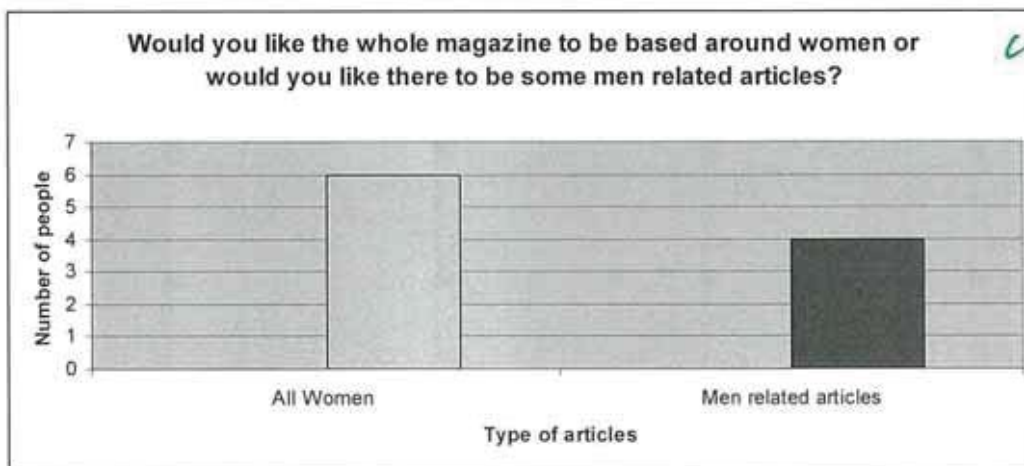 Would you like the whole magazine to be based around women or
would you like there to be some men related articles?
Number of people
7
6
5
4
3
2
1
0
All Women
Men related articles
Type of articles